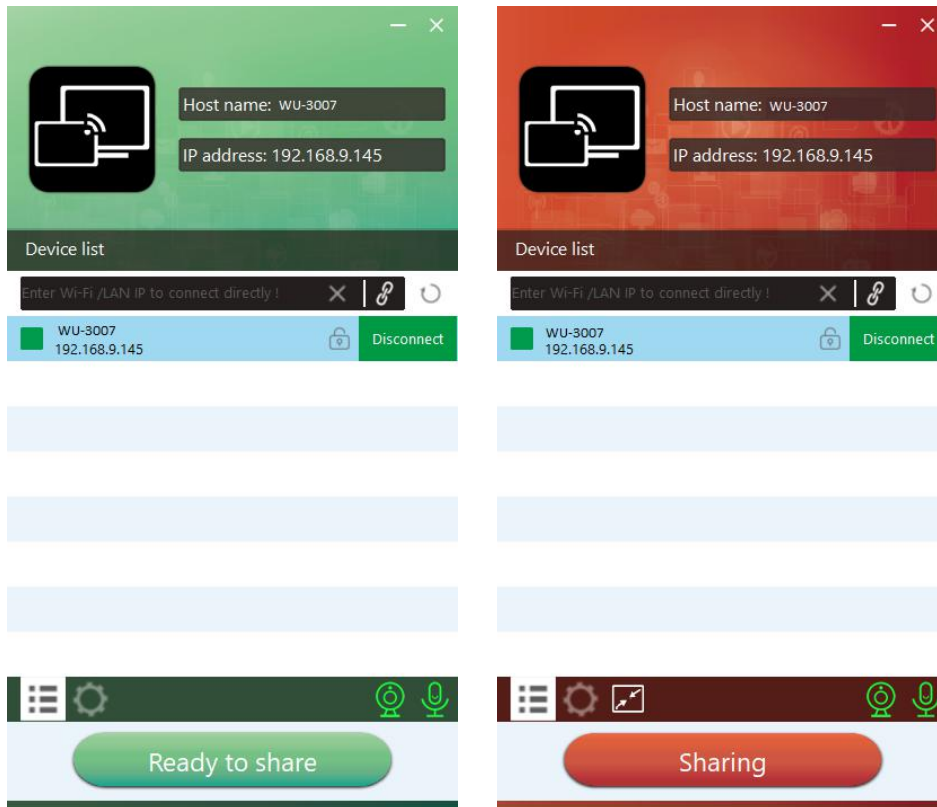 Host name: WU-3007
IP address: 192.168.9.145
Device list
Enter Wi-Fi /LAN IP to connect directly !
WU-3007
192.168.9.145
Disconnect
Ready to share
Host name: WU-3007
IP address: 192.168.9.145
Device list
Enter Wi-Fi /LAN IP to connect directly !
WU-3007
192.168.9.145
Disconnect
Sharing